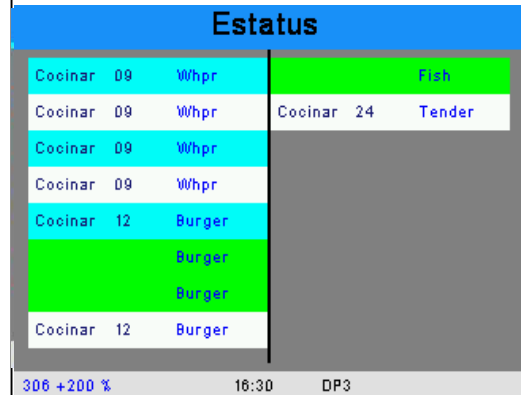 Estatus
Cocinar 09 Whpr
Cocinar 09 Whpr
Cocinar 09 Whpr
Cocinar 09 Whpr
Cocinar 12 Burger
Burger
Burger
Cocinar 12 Burger
Fish
Cocinar 24 Tender
306 +200 % 16:30 DP3